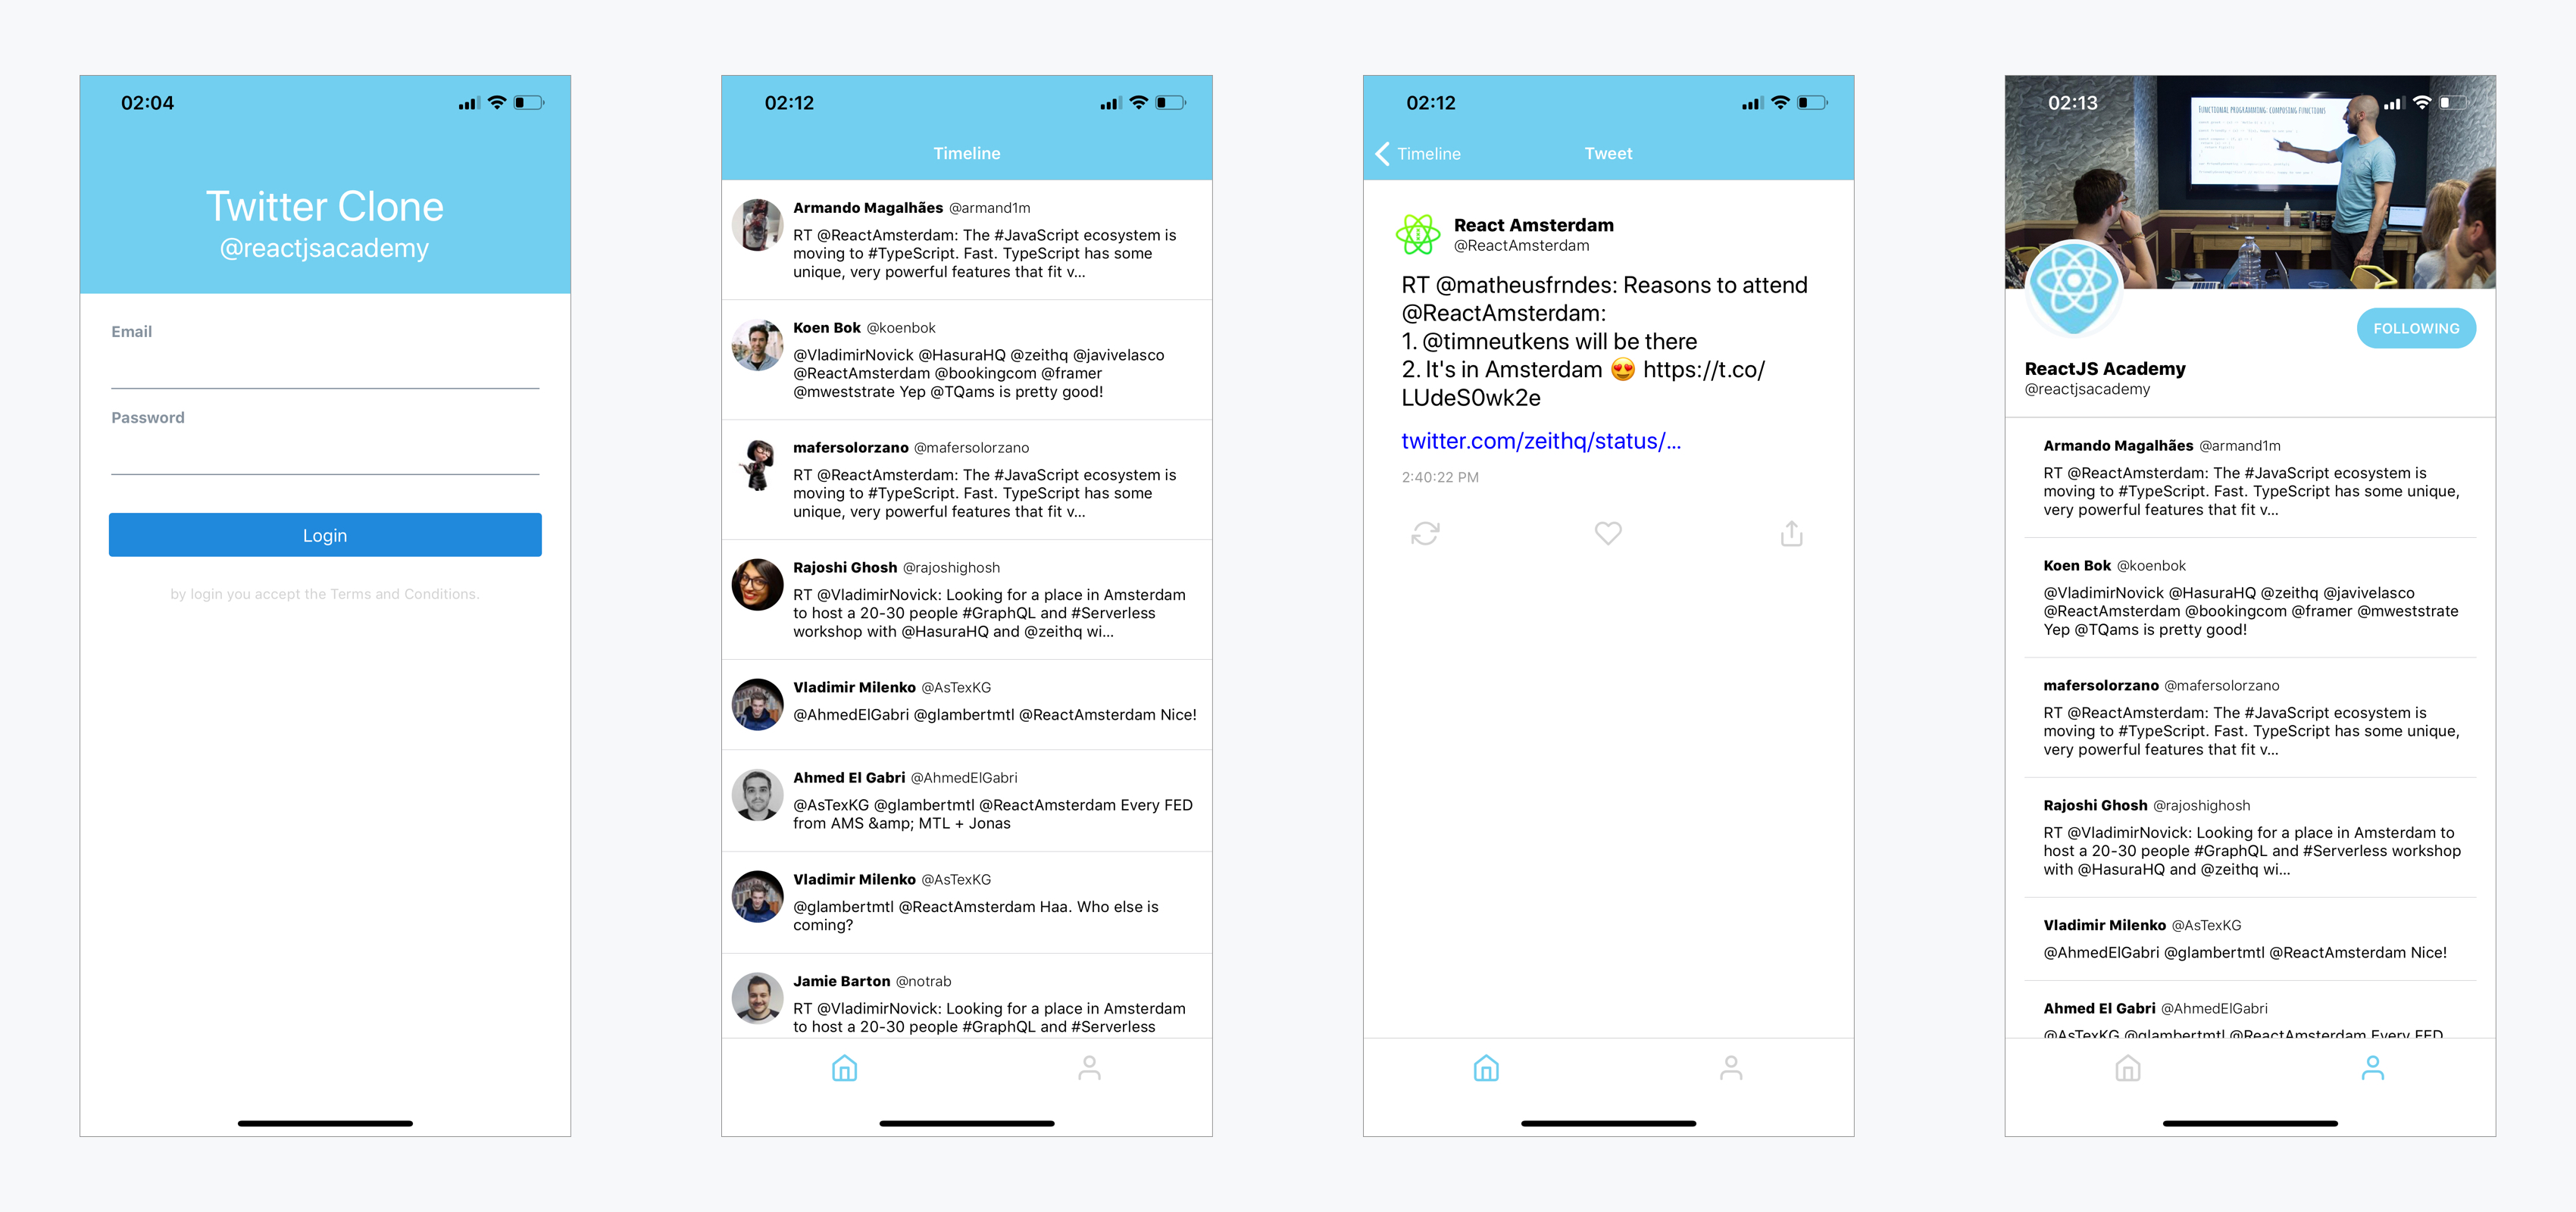 02:04
Twitter Clone
@reactjsacademy
Email
Password
Login
by login you accept the Terms and Conditions.
02:12
Timeline
Armando Magalhães @armand1m
RT @ReactAmsterdam: The #JavaScript ecosystem is
moving to #TypeScript. Fast. TypeScript has some
unique, very powerful features that fit v...
Koen Bok @koenbok
@VladimirNovick @HasuraHQ @zeithq @javivelasco
@ReactAmsterdam @bookingcom @framer
@mweststrate Yep @TQams is pretty good!
mafersolorzano @mafersolorzano
RT @ReactAmsterdam: The #JavaScript ecosystem is
moving to #TypeScript. Fast. TypeScript has some
unique, very powerful features that fit v...
Rajoshi Ghosh @rajoshighosh
RT @VladimirNovick: Looking for a place in Amsterdam
to host a 20-30 people #GraphQL and #Serverless
workshop with @HasuraHQ and @zeithq wi...
Vladimir Milenko @AsTexKG
@AhmedElGabri @glambertmtl @ReactAmsterdam Nice!
Ahmed El Gabri @AhmedElGabri
@AsTexKG @glambertmtl @ReactAmsterdam Every FED
from AMS &amp; MTL + Jonas
Vladimir Milenko @AsTexKG
@glambertmtl @ReactAmsterdam Haa. Who else is
coming?
Jamie Barton @notrab
RT @VladimirNovick: Looking for a place in Amsterdam
to host a 20-30 people #GraphQL and #Serverless
02:12
Timeline Tweet
React Amsterdam
@ReactAmsterdam
RT @matheusfrndes: Reasons to attend
@ReactAmsterdam:
1. @timneutkens will be there
2. It's in Amsterdam 😍 https://t.co/
LUdeS0wk2e
twitter.com/zeithq/status/...
2:40:22 PM
02:13
FUNCTIONAL PROGRAMMING: COMPOSING FUNCTIONS
FOLLOWING
ReactJS Academy
@reactjsacademy
Armando Magalhães @armand1m
RT @ReactAmsterdam: The #JavaScript ecosystem is
moving to #TypeScript. Fast. TypeScript has some unique,
very powerful features that fit v...
Koen Bok @koenbok
@VladimirNovick @HasuraHQ @zeithq @javivelasco
@ReactAmsterdam @bookingcom @framer @mweststrate
Yep @TQams is pretty good!
mafersolorzano @mafersolorzano
RT @ReactAmsterdam: The #JavaScript ecosystem is
moving to #TypeScript. Fast. TypeScript has some unique,
very powerful features that fit v...
Rajoshi Ghosh @rajoshighosh
RT @VladimirNovick: Looking for a place in Amsterdam to
host a 20-30 people #GraphQL and #Serverless workshop
with @HasuraHQ and @zeithq wi...
Vladimir Milenko @AsTexKG
@AhmedElGabri @glambertmtl @ReactAmsterdam Nice!
Ahmed El Gabri @AhmedElGabri
@AsTexKG @glambertmtl @ReactAmsterdam Every FED